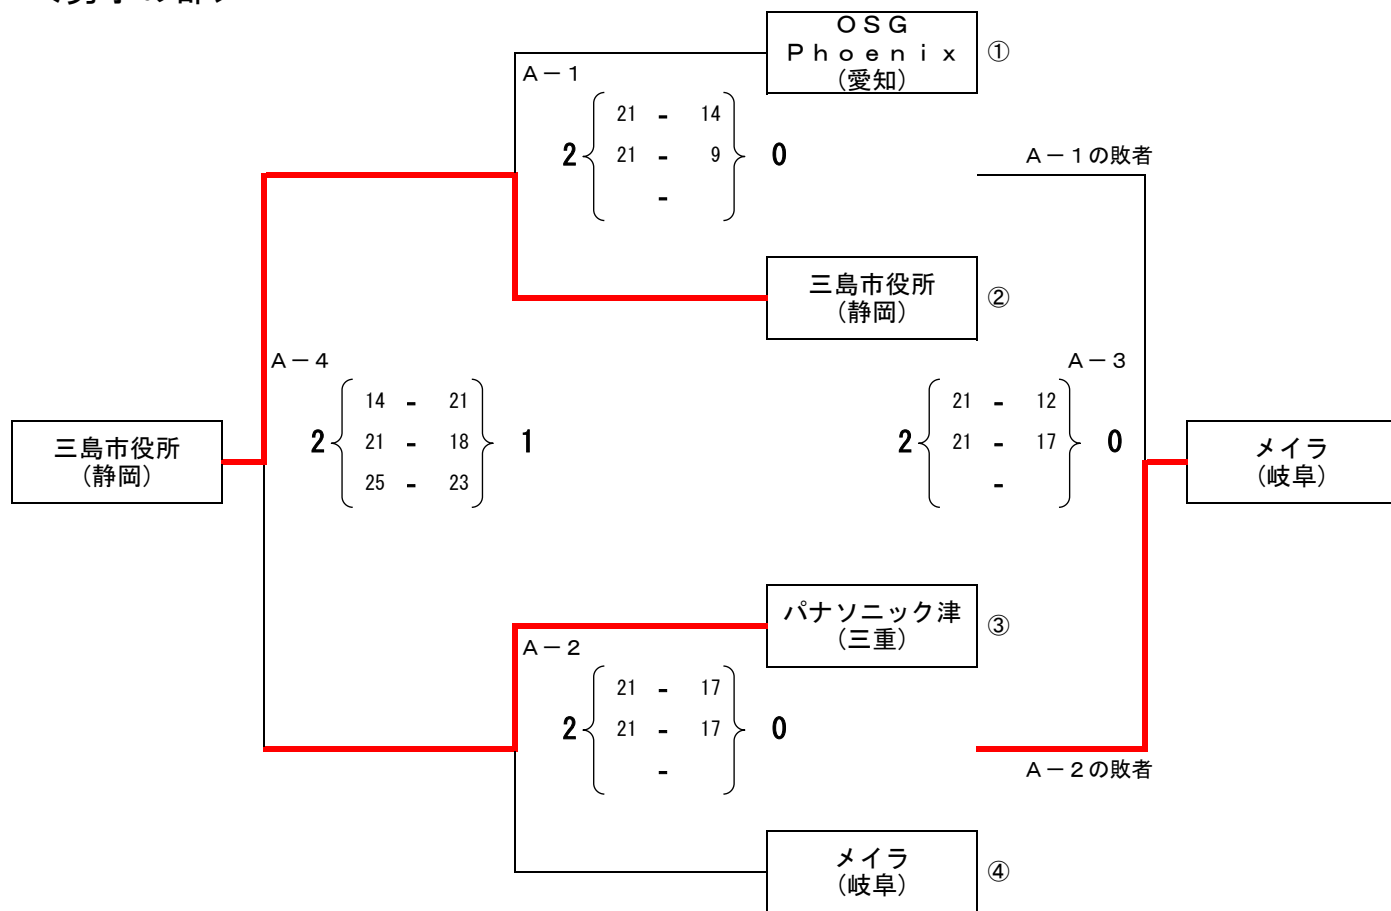 OSG
Phoenix
(愛知)
①
A-1
21 - 14
2 21 - 9 0
-
A-1の敗者
三島市役所
(静岡)
②
A-4
14 - 21
2 21 - 18 1
25 - 23
A-3
21 - 12
2 21 - 17 0
-
三島市役所
(静岡)
メイラ
(岐阜)
パナソニック津
(三重)
③
A-2
21 - 17
2 21 - 17 0
-
A-2の敗者
メイラ
(岐阜)
④